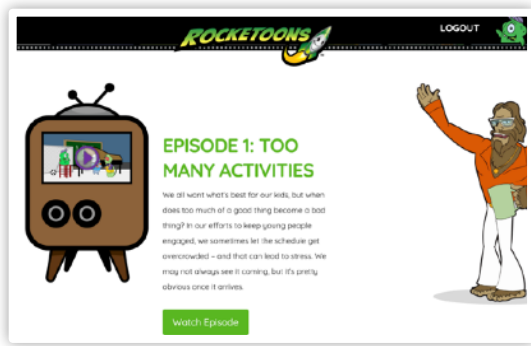 ROCKETOONS
LOGOUT
EPISODE 1: TOO
MANY ACTIVITIES
We all want what's best for our kids, but when
does too much of a good thing become a bad
thing? In our efforts to keep young people
engaged, we sometimes let the schedule get
overcrowded – and that can lead to stress. We
may not always see it coming, but it's pretty
obvious once it arrives.
Watch Episode